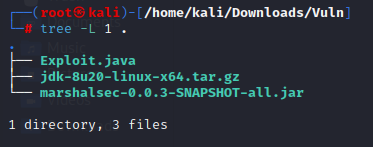 ┌──(root㉿kali)-[/home/kali/Downloads/Vuln]
└─# tree -L 1 .
.
├── Exploit.java
├── jdk-8u20-linux-x64.tar.gz
└── marshalsec-0.0.3-SNAPSHOT-all.jar
1 directory, 3 files